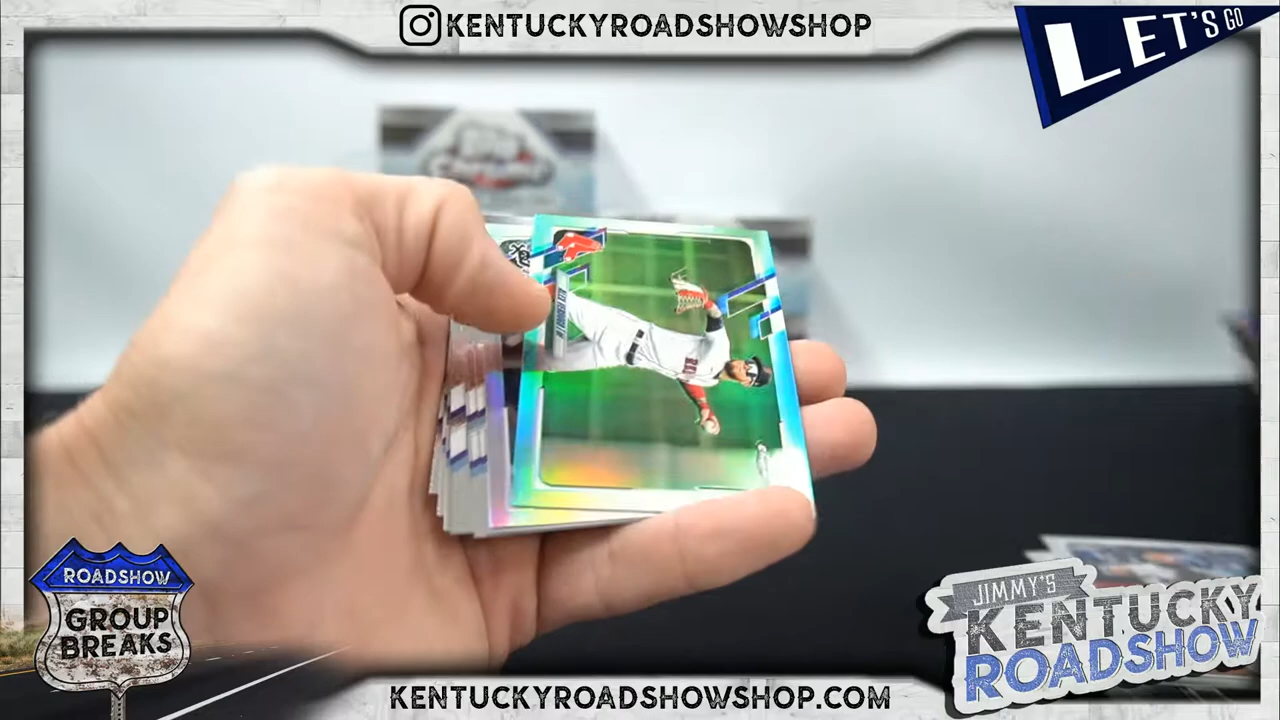 KENTUCKYROADSHOWSHOP
LET'S GO
ROADSHOW
GROUP
BREAKS
JIMMY'S
KENTUCKY
ROADSHOW
KENTUCKYROADSHOWSHOP.COM